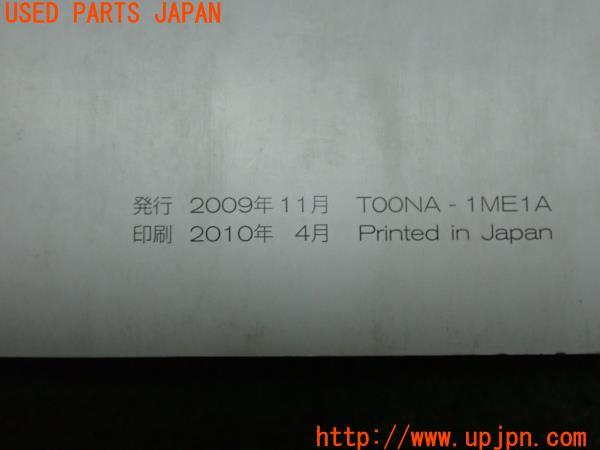 USED PARTS JAPAN
発行 2009年 11月 T00NA - 1ME1A
印刷 2010年 4月 Printed in Japan
http://www.upjpn.com/